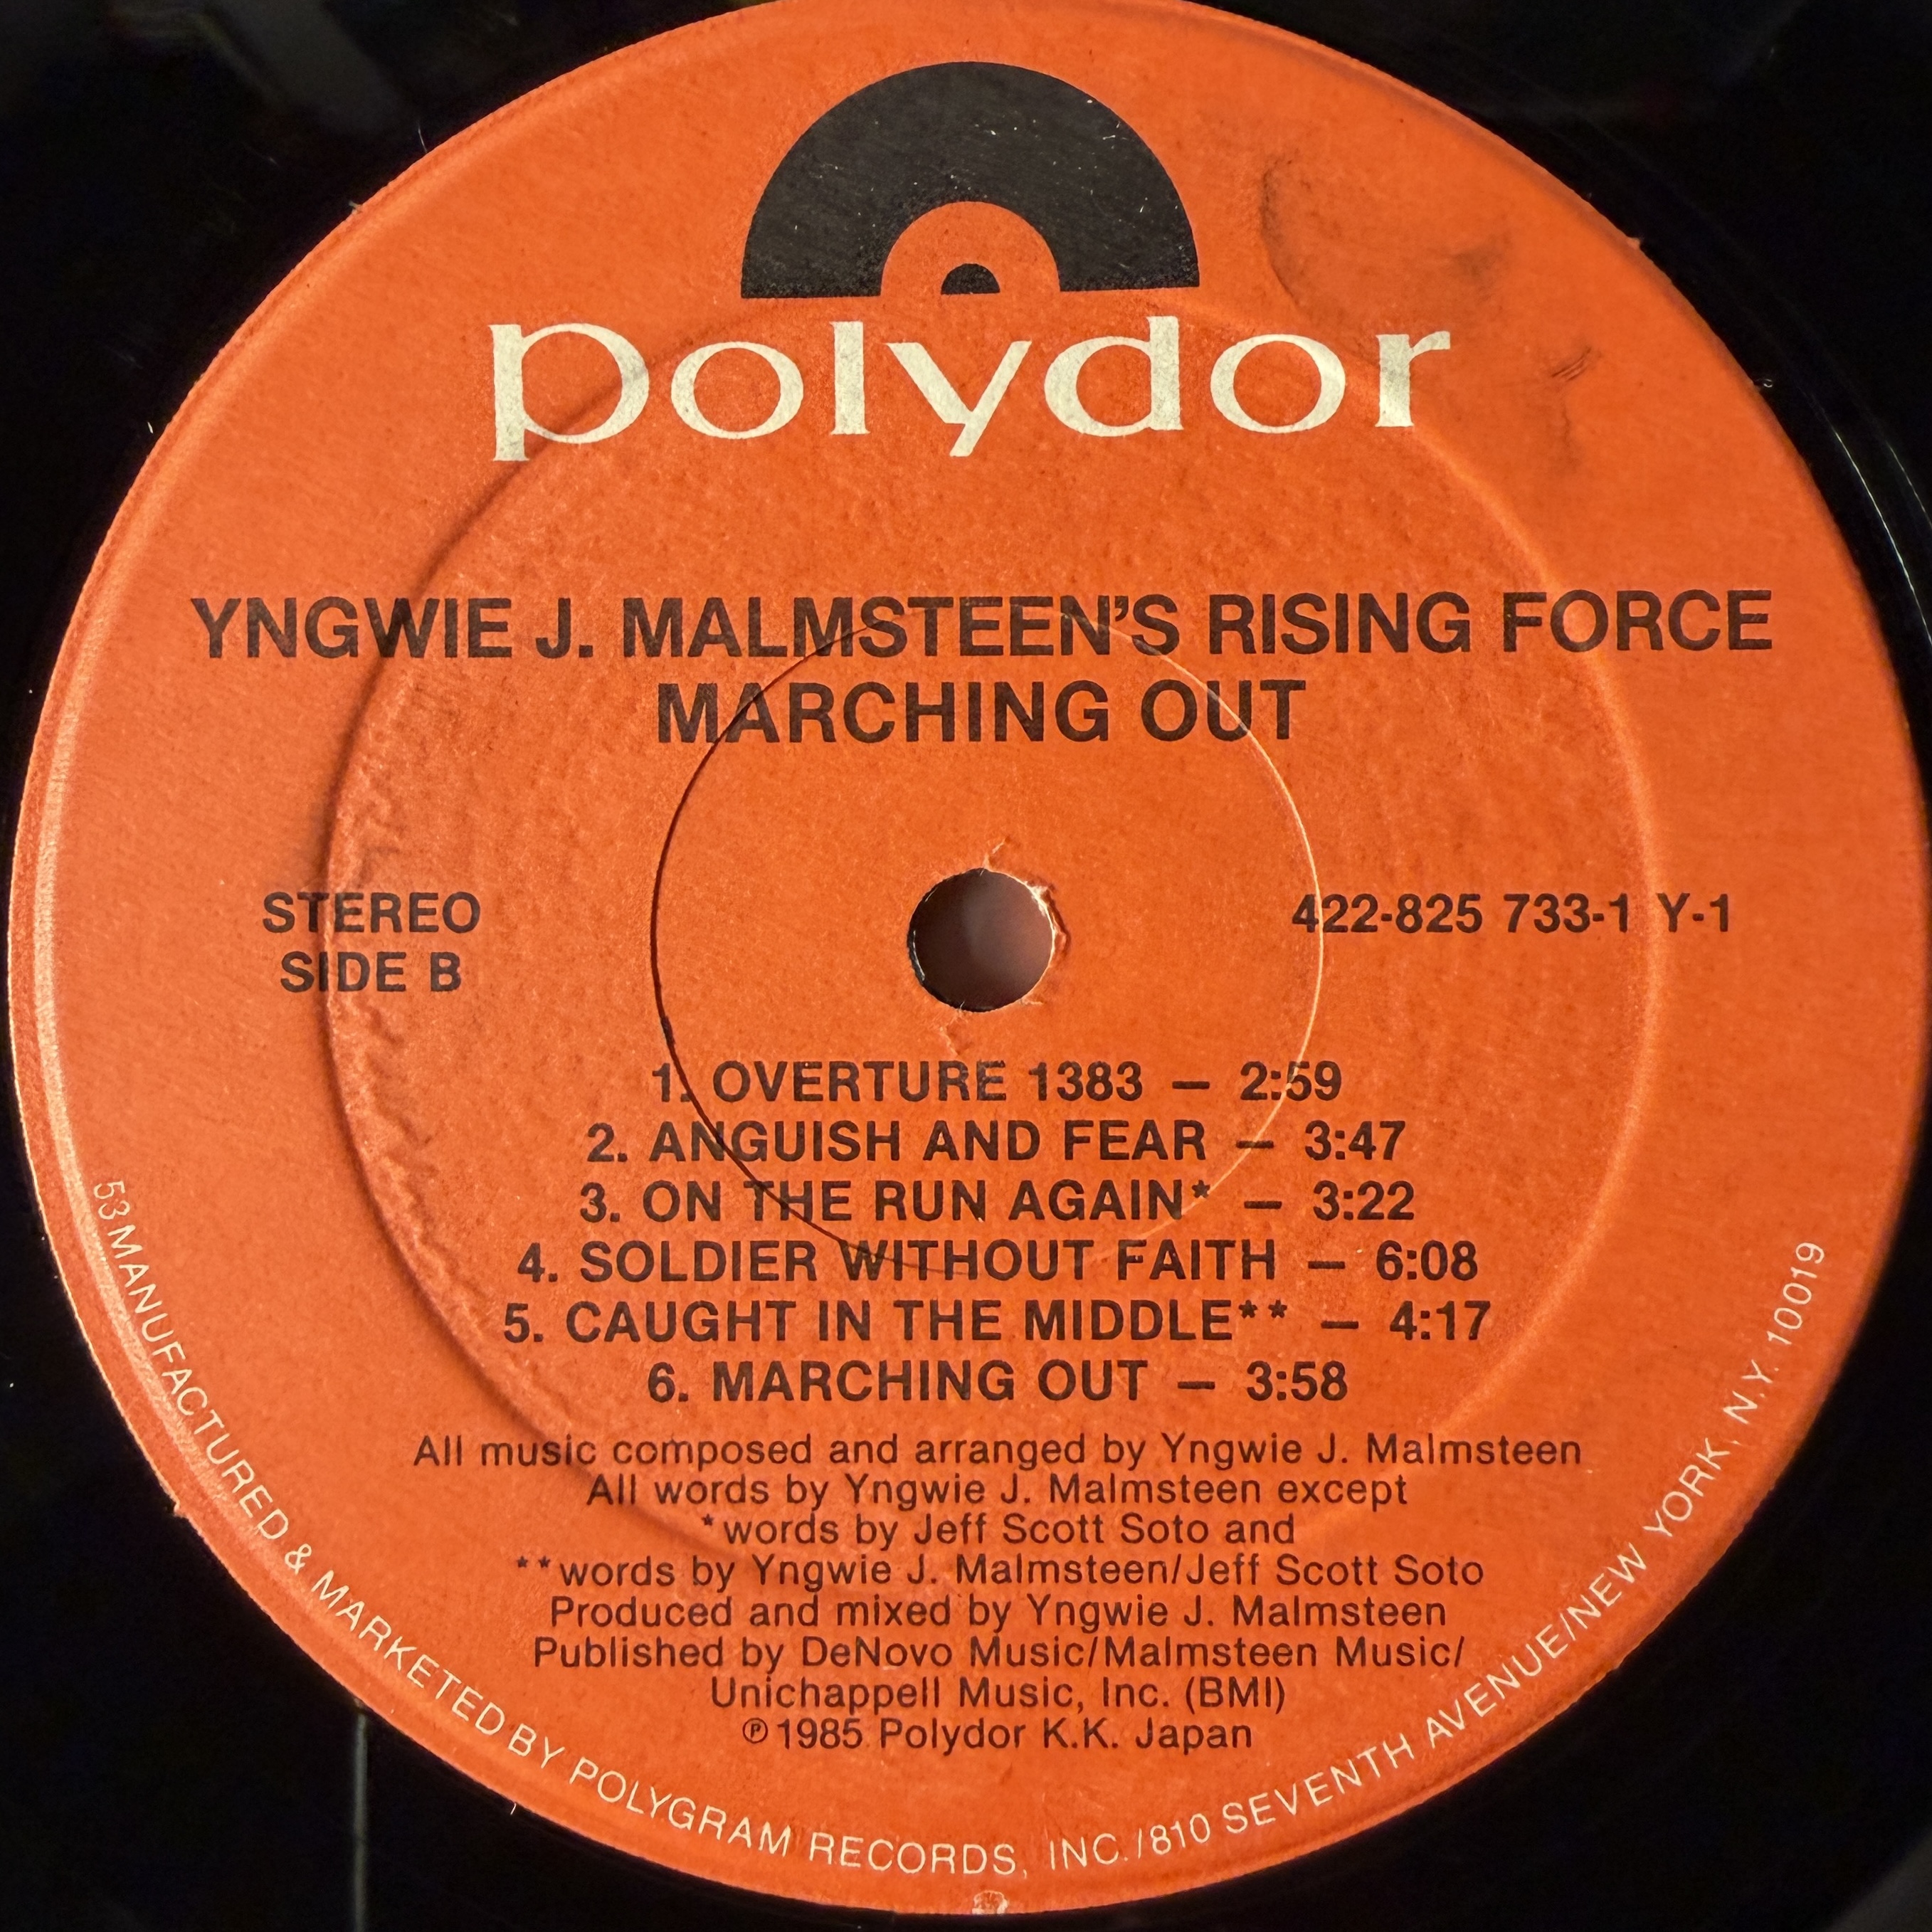 polydor
YNGWIE J. MALMSTEEN'S RISING FORCE
MARCHING OUT
STEREO
SIDE B
422-825 733-1 Y-1
1. OVERTURE 1383 — 2:59
2. ANGUISH AND FEAR — 3:47
3. ON THE RUN AGAIN* — 3:22
4. SOLDIER WITHOUT FAITH — 6:08
5. CAUGHT IN THE MIDDLE** — 4:17
6. MARCHING OUT — 3:58
All music composed and arranged by Yngwie J. Malmsteen
All words by Yngwie J. Malmsteen except
*words by Jeff Scott Soto and
**words by Yngwie J. Malmsteen/Jeff Scott Soto
Produced and mixed by Yngwie J. Malmsteen
Published by DeNovo Music/Malmsteen Music/
Unichappell Music, Inc. (BMI)
℗1985 Polydor K.K. Japan
53 MANUFACTURED & MARKETED BY POLYGRAM RECORDS, INC./810 SEVENTH AVENUE/NEW YORK, N.Y. 10019